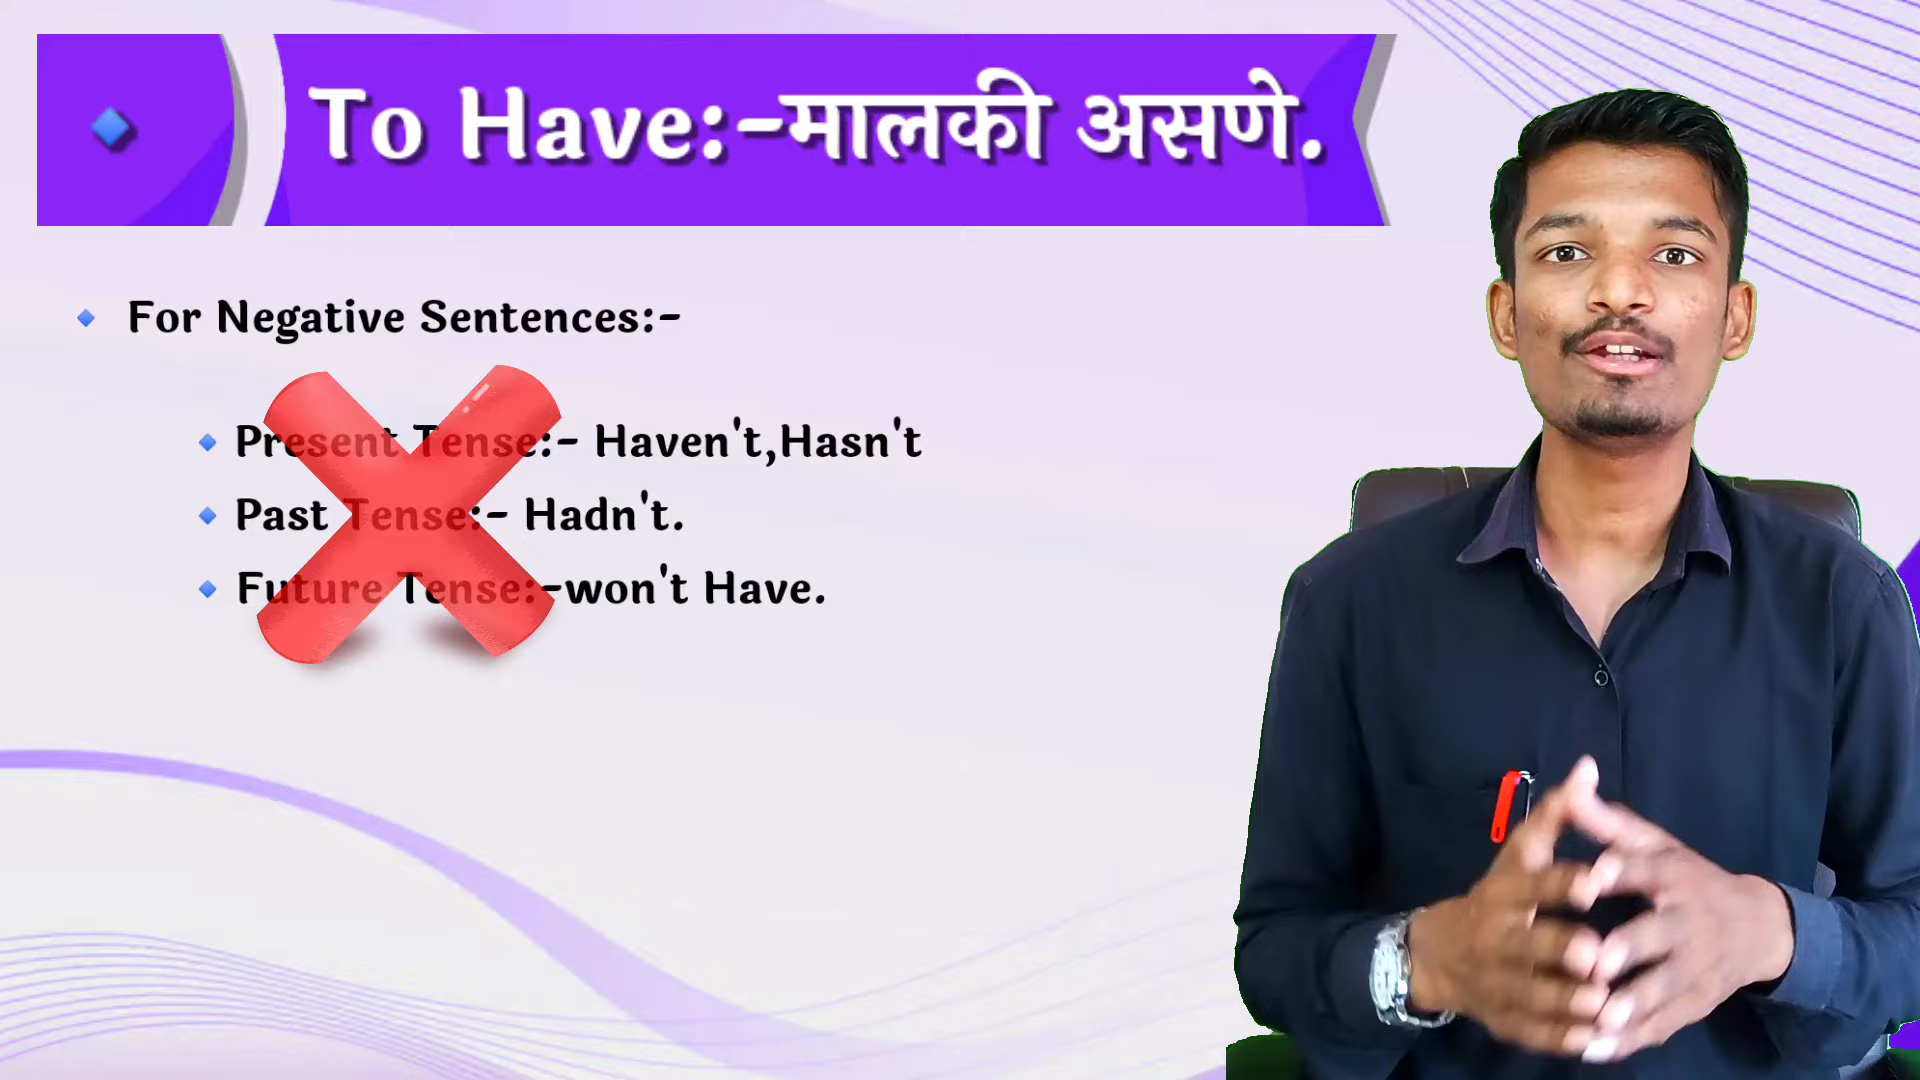 To Have:-मालकी असणे.
For Negative Sentences:-
Present Tense:- Haven't,Hasn't
Past Tense:- Hadn't.
Future Tense:-won't Have.